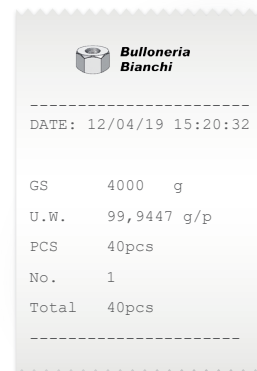 Bulloneria
Bianchi
-----------------------
DATE: 12/04/19 15:20:32
GS 4000 g
U.W. 99,9447 g/p
PCS 40pcs
No. 1
Total 40pcs
----------------------